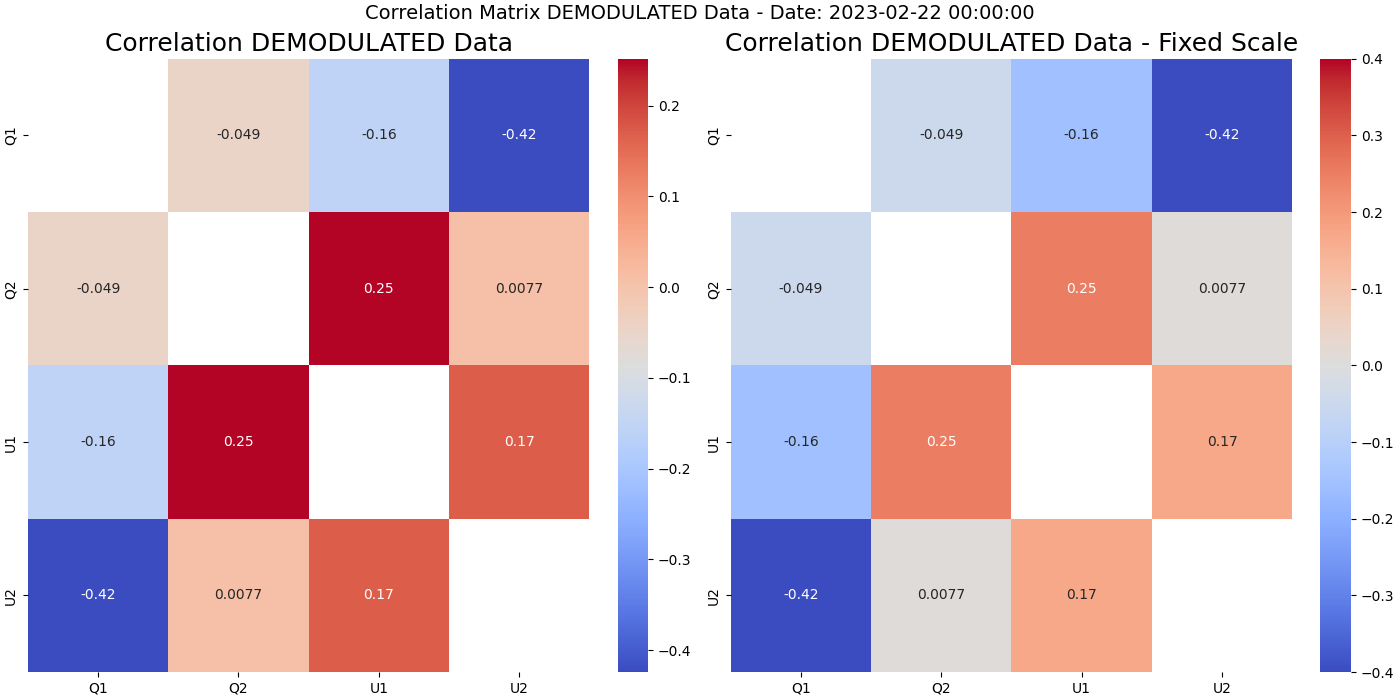 Correlation Matrix DEMODULATED Data - Date: 2023-02-22 00:00:00
Correlation DEMODULATED Data
Q1
-0.049
-0.16
-0.42
Q2
-0.049
0.25
0.0077
U1
-0.16
0.25
0.17
U2
-0.42
0.0077
0.17
Q1
Q2
U1
U2
0.2
0.1
0.0
−0.1
−0.2
−0.3
−0.4
Correlation DEMODULATED Data - Fixed Scale
Q1
-0.049
-0.16
-0.42
Q2
-0.049
0.25
0.0077
U1
-0.16
0.25
0.17
U2
-0.42
0.0077
0.17
Q1
Q2
U1
U2
0.4
0.3
0.2
0.1
0.0
−0.1
−0.2
−0.3
−0.4